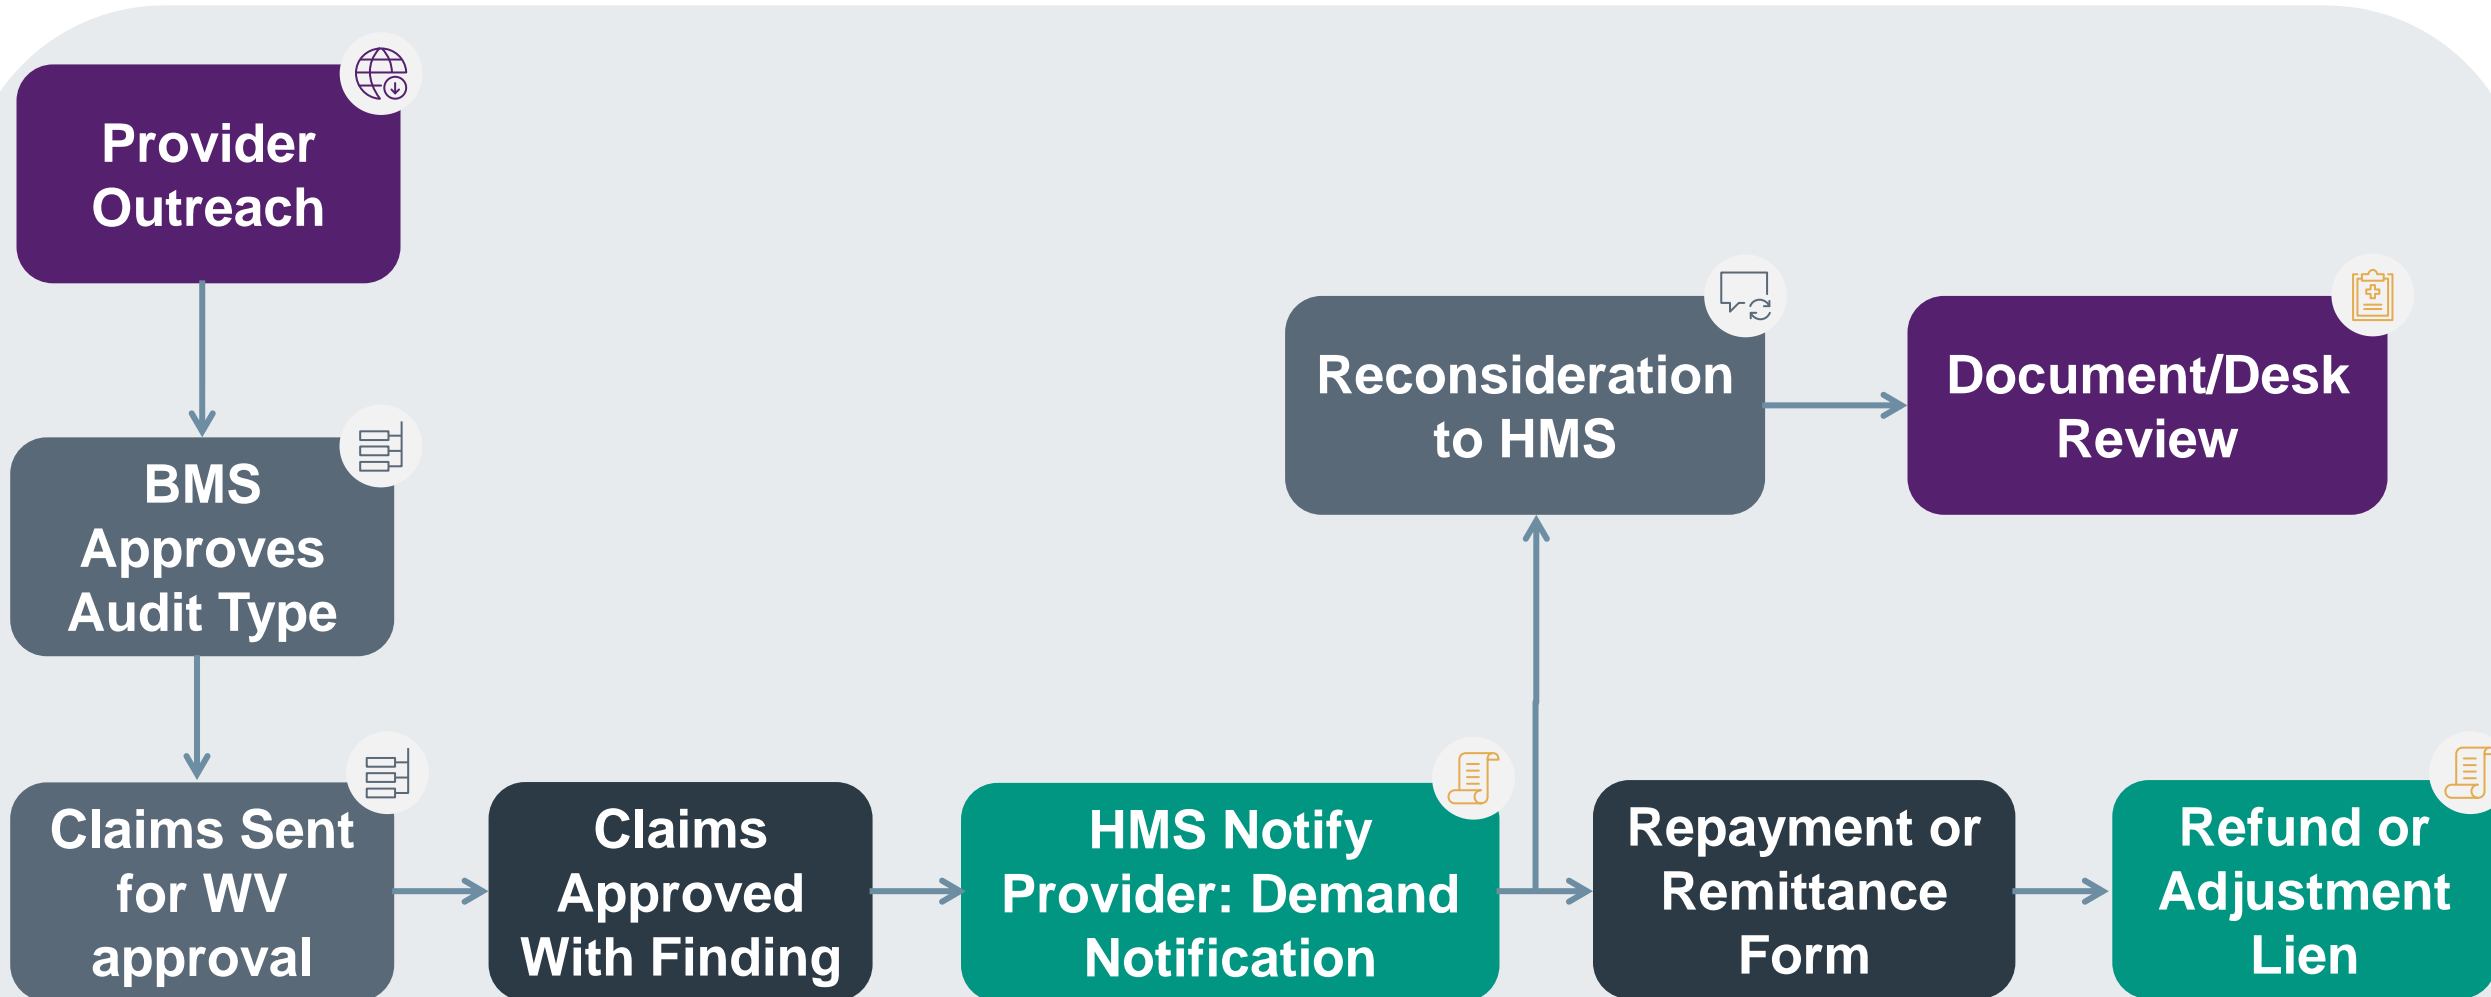 Provider
Outreach
BMS
Approves
Audit Type
Claims Sent
for WV
approval
Claims
Approved
With Finding
HMS Notify
Provider: Demand
Notification
Reconsideration
to HMS
Document/Desk
Review
Repayment or
Remittance
Form
Refund or
Adjustment
Lien